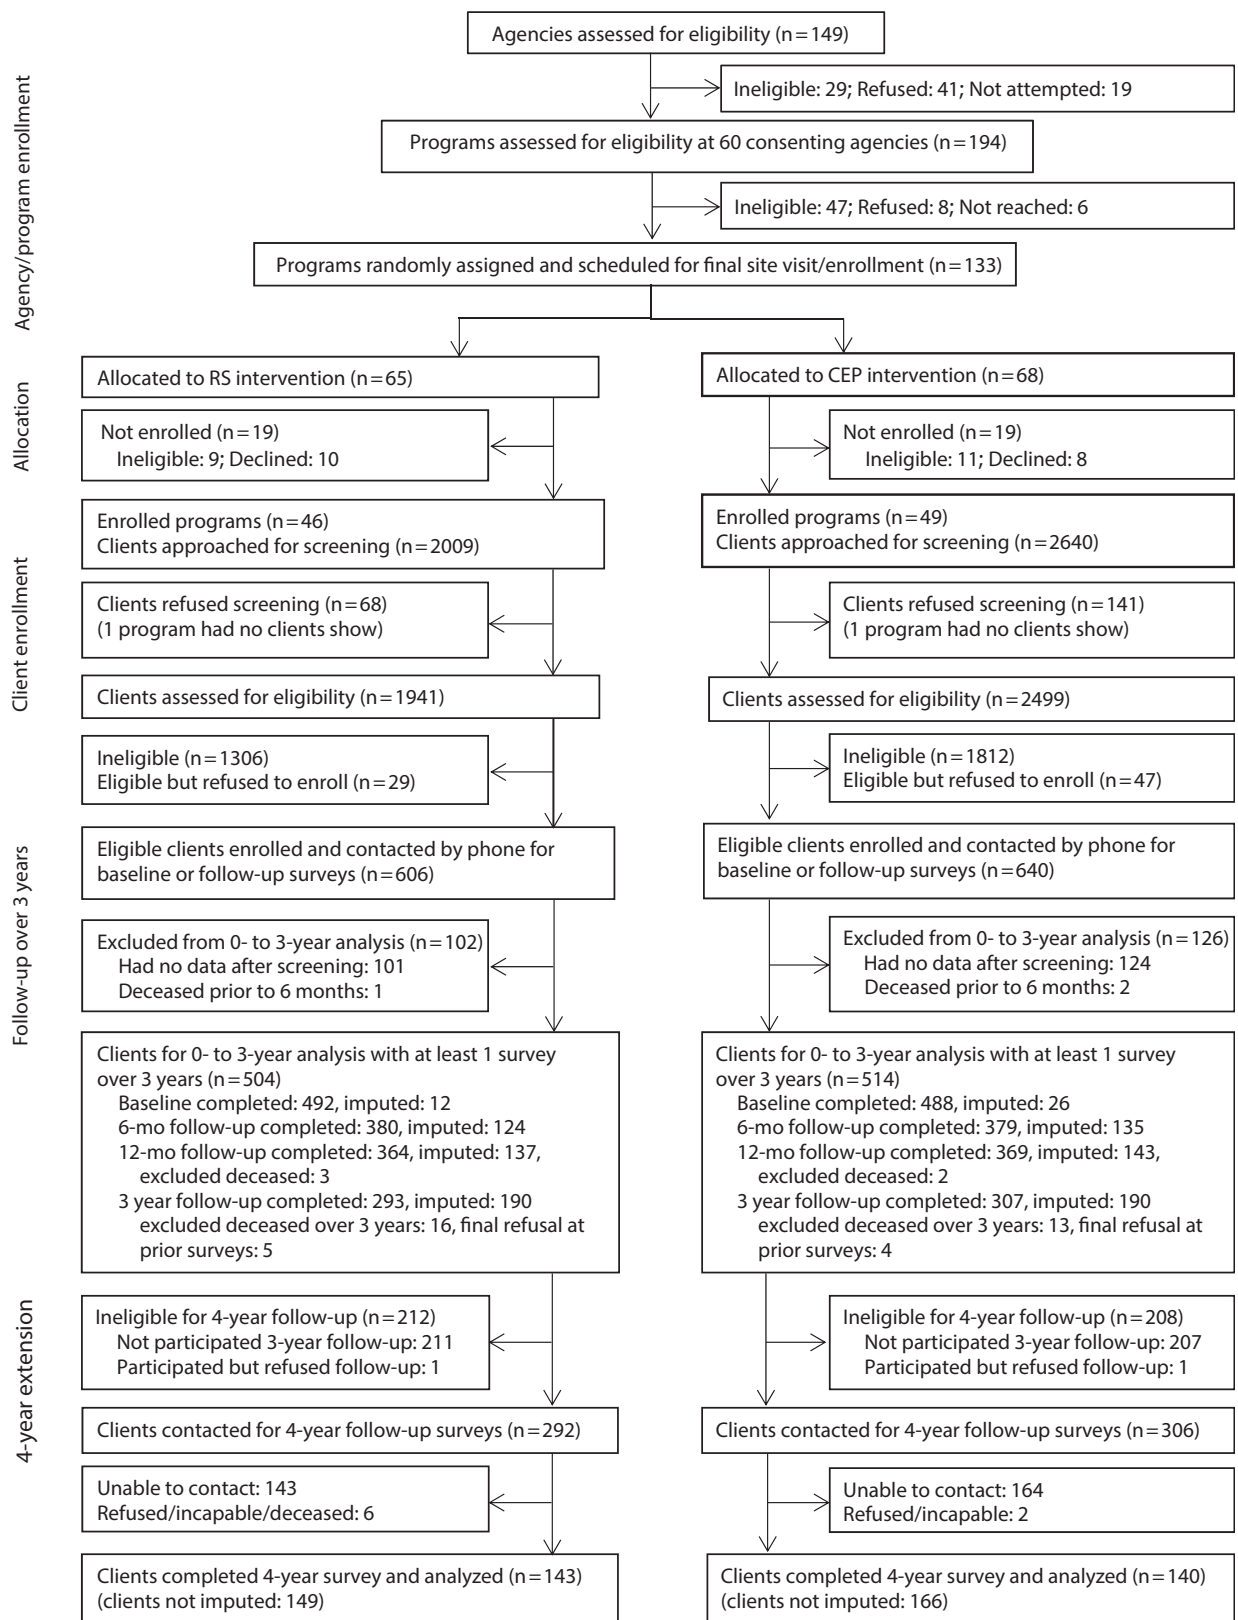 Agencies assessed for eligibility (n=149)
Ineligible: 29; Refused: 41; Not attempted: 19
Programs assessed for eligibility at 60 consenting agencies (n=194)
Ineligible: 47; Refused: 8; Not reached: 6
Programs randomly assigned and scheduled for final site visit/enrollment (n=133)
Agency/program enrollment
Allocation
Allocated to RS intervention (n=65)
Not enrolled (n=19)
Ineligible: 9; Declined: 10
Allocated to CEP intervention (n=68)
Not enrolled (n=19)
Ineligible: 11; Declined: 8
Client enrollment
Enrolled programs (n=46)
Clients approached for screening (n=2009)
Clients refused screening (n=68)
(1 program had no clients show)
Clients assessed for eligibility (n=1941)
Ineligible (n=1306)
Eligible but refused to enroll (n=29)
Enrolled programs (n=49)
Clients approached for screening (n=2640)
Clients refused screening (n=141)
(1 program had no clients show)
Clients assessed for eligibility (n=2499)
Ineligible (n=1812)
Eligible but refused to enroll (n=47)
Follow-up over 3 years
Eligible clients enrolled and contacted by phone for
baseline or follow-up surveys (n=606)
Excluded from 0- to 3-year analysis (n=102)
Had no data after screening: 101
Deceased prior to 6 months: 1
Clients for 0- to 3-year analysis with at least 1 survey
over 3 years (n=504)
Baseline completed: 492, imputed: 12
6-mo follow-up completed: 380, imputed: 124
12-mo follow-up completed: 364, imputed: 137,
excluded deceased: 3
3 year follow-up completed: 293, imputed: 190
excluded deceased over 3 years: 16, final refusal at
prior surveys: 5
Eligible clients enrolled and contacted by phone for
baseline or follow-up surveys (n=640)
Excluded from 0- to 3-year analysis (n=126)
Had no data after screening: 124
Deceased prior to 6 months: 2
Clients for 0- to 3-year analysis with at least 1 survey
over 3 years (n=514)
Baseline completed: 488, imputed: 26
6-mo follow-up completed: 379, imputed: 135
12-mo follow-up completed: 369, imputed: 143,
excluded deceased: 2
3 year follow-up completed: 307, imputed: 190
excluded deceased over 3 years: 13, final refusal at
prior surveys: 4
4-year extension
Ineligible for 4-year follow-up (n=212)
Not participated 3-year follow-up: 211
Participated but refused follow-up: 1
Clients contacted for 4-year follow-up surveys (n=292)
Unable to contact: 143
Refused/incapable/deceased: 6
Clients completed 4-year survey and analyzed (n=143)
(clients not imputed: 149)
Ineligible for 4-year follow-up (n=208)
Not participated 3-year follow-up: 207
Participated but refused follow-up: 1
Clients contacted for 4-year follow-up surveys (n=306)
Unable to contact: 164
Refused/incapable: 2
Clients completed 4-year survey and analyzed (n=140)
(clients not imputed: 166)